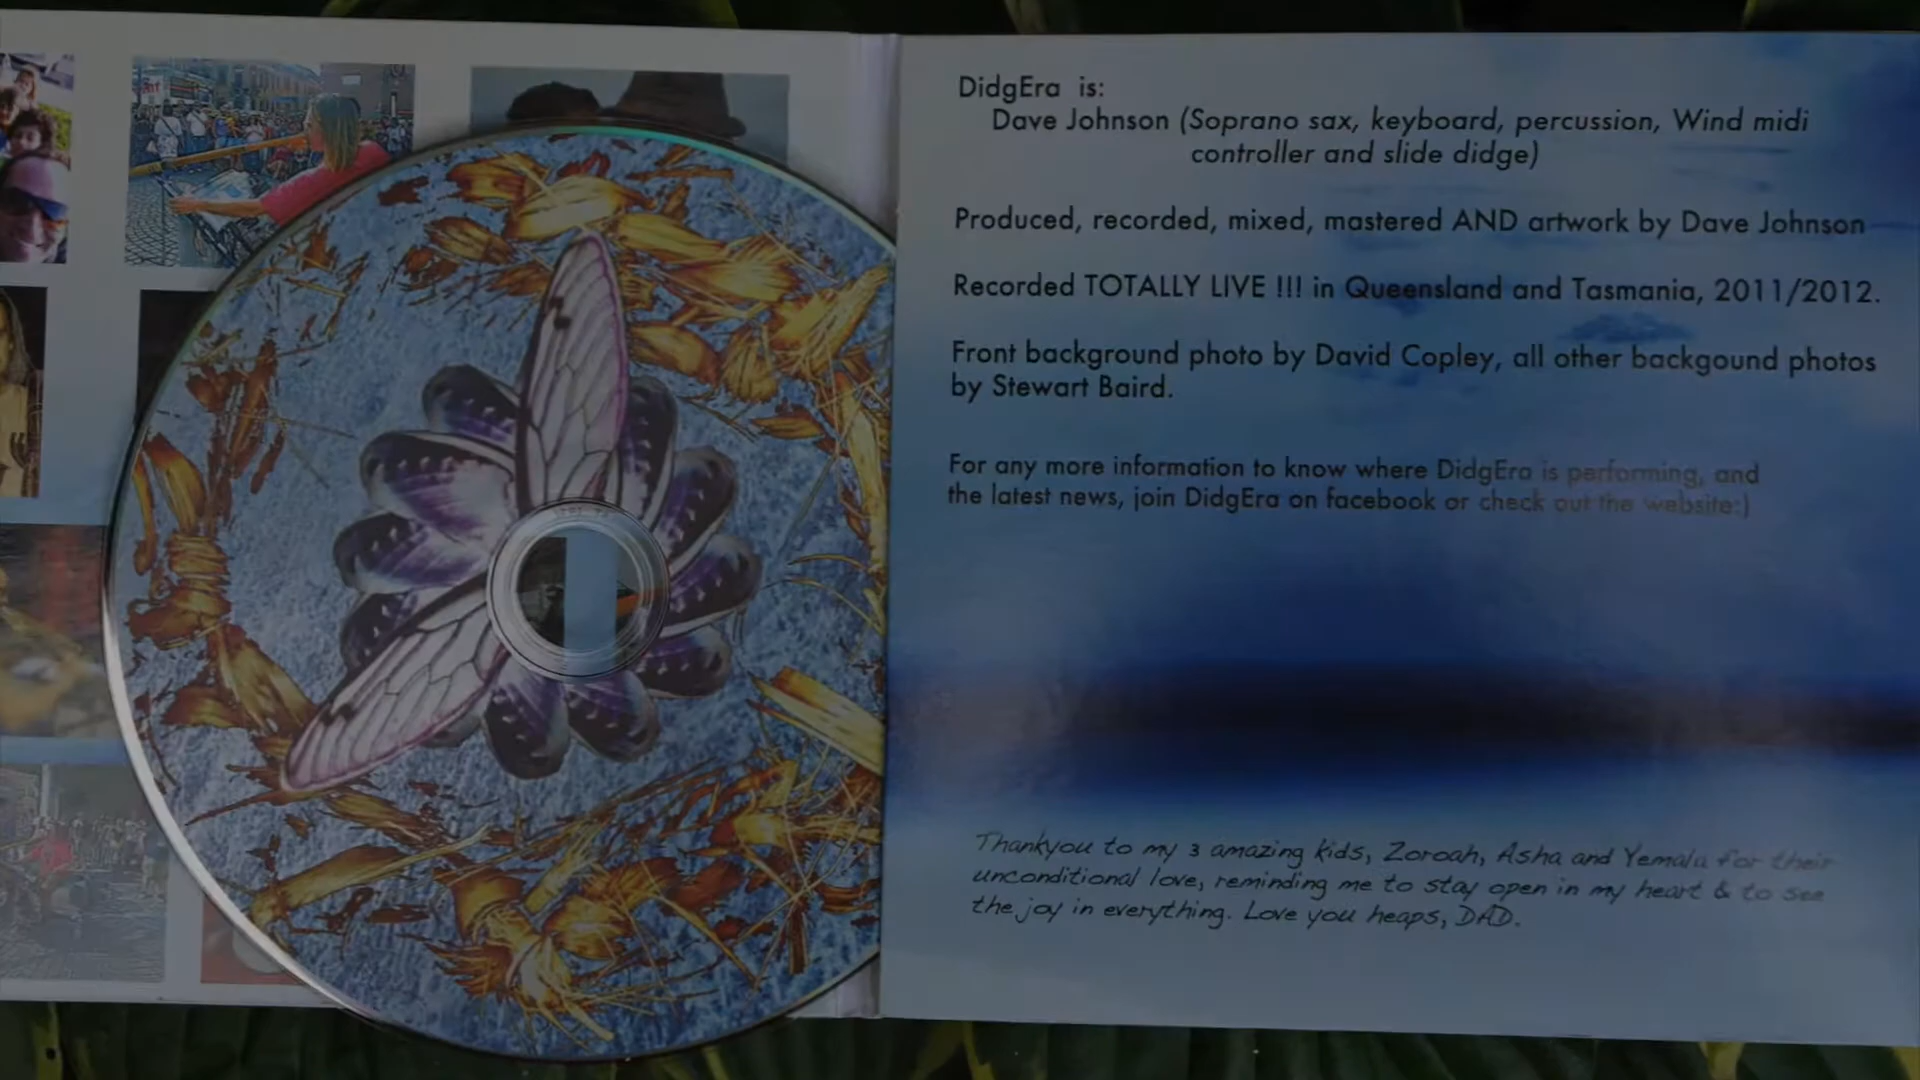 DidgEra is:
Dave Johnson (Soprano sax, keyboard, percussion, Wind midi
controller and slide didge)
Produced, recorded, mixed, mastered AND artwork by Dave Johnson
Recorded TOTALLY LIVE !!! in Queensland and Tasmania, 2011/2012.
Front background photo by David Copley, all other backgound photos
by Stewart Baird.
For any more information to know where DidgEra is performing, and
the latest news, join DidgEra on facebook or check out the website:)
Thankyou to my 3 amazing kids, Zoroah, Asha and Yemala for their
unconditional love, reminding me to stay open in my heart & to see
the joy in everything. Love you heaps, DAD.